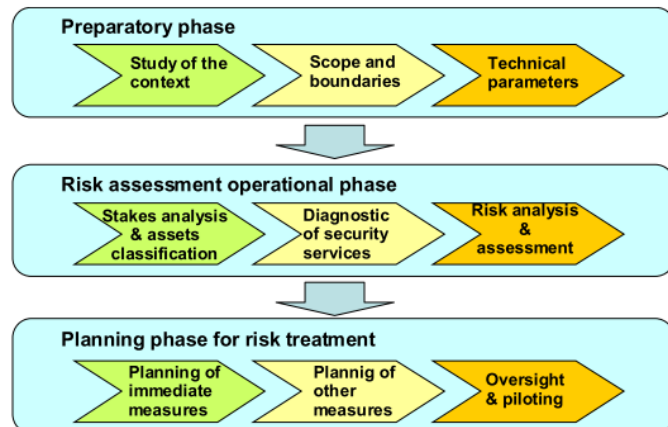 Preparatory phase
Study of the
context
Scope and
boundaries
Technical
parameters
Risk assessment operational phase
Stakes analysis
& assets
classification
Diagnostic
of security
services
Risk analysis
&
assessment
Planning phase for risk treatment
Planning of
immediate
measures
Plannig of
other
measures
Oversight
& piloting